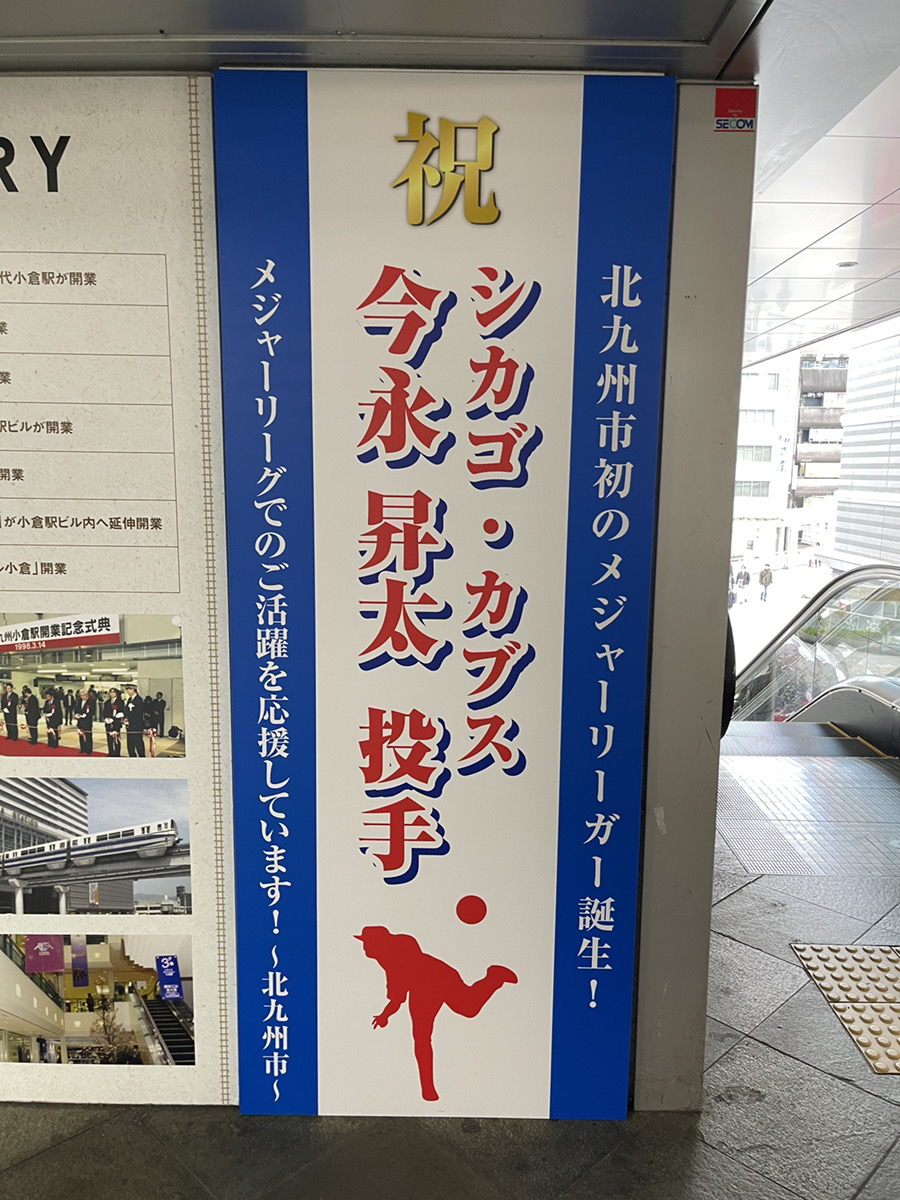 祝
北九州市初のメジャーリーガー誕生！
シカゴ・カブス
今永 昇太 投手
メジャーリーグでのご活躍を応援しています！～北九州市～
RY
代小倉駅が開業
業
業
駅ビルが開業
開業
が小倉駅ビル内へ延伸開業
小倉」開業
九州小倉駅開業記念式典
1998.3.14
SECOM